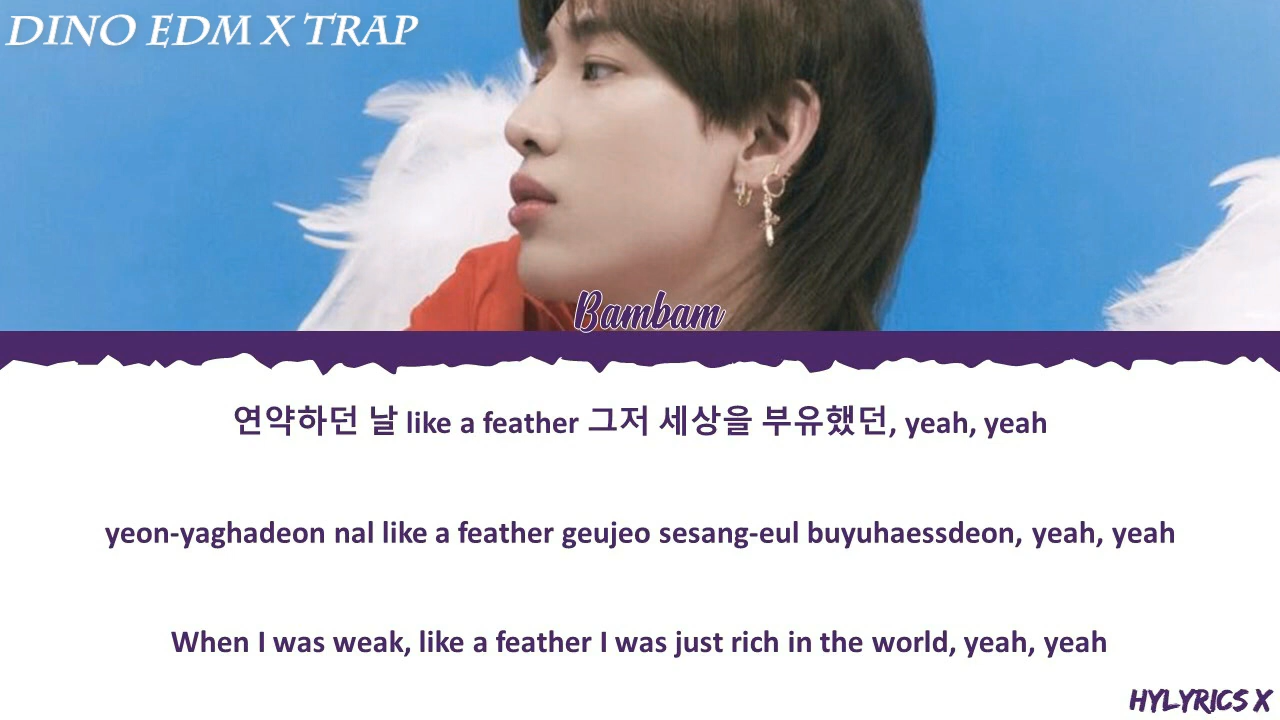 DINO EDM X TRAP
Bambam
연약하던 날 like a feather 그저 세상을 부유했던, yeah, yeah
yeon-yaghadeon nal like a feather geujeo sesang-eul buyuhaessdeon, yeah, yeah
When I was weak, like a feather I was just rich in the world, yeah, yeah
HYLYRICS X